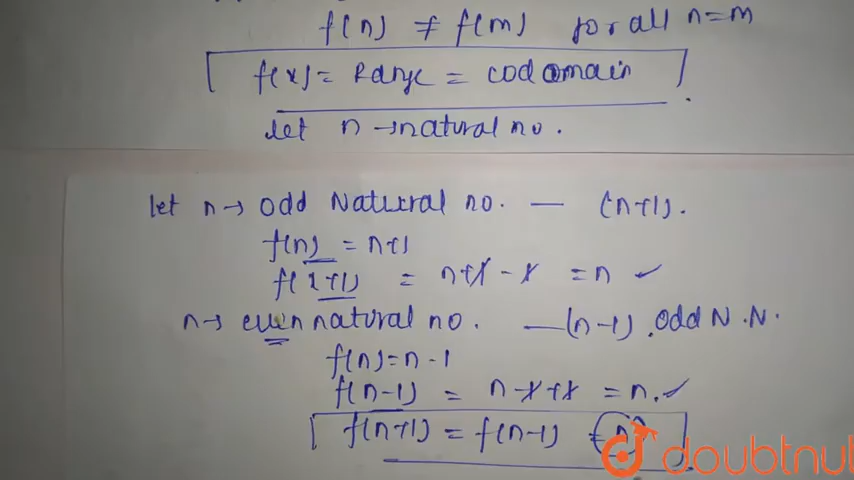 f(n) ≠ f(m) for all n=m
f(x) = Range = codomain
let n → natural no.
let n → odd Natural no. — (n+1).
f(n) = n+1
f(x+1) = n+1 - 1 = n ✓
n → even natural no. — (n-1). odd N.N.
f(n) = n-1
f(n-1) = n-1+1 = n. ✓
f(n+1) = f(n-1) = n
doubtnut